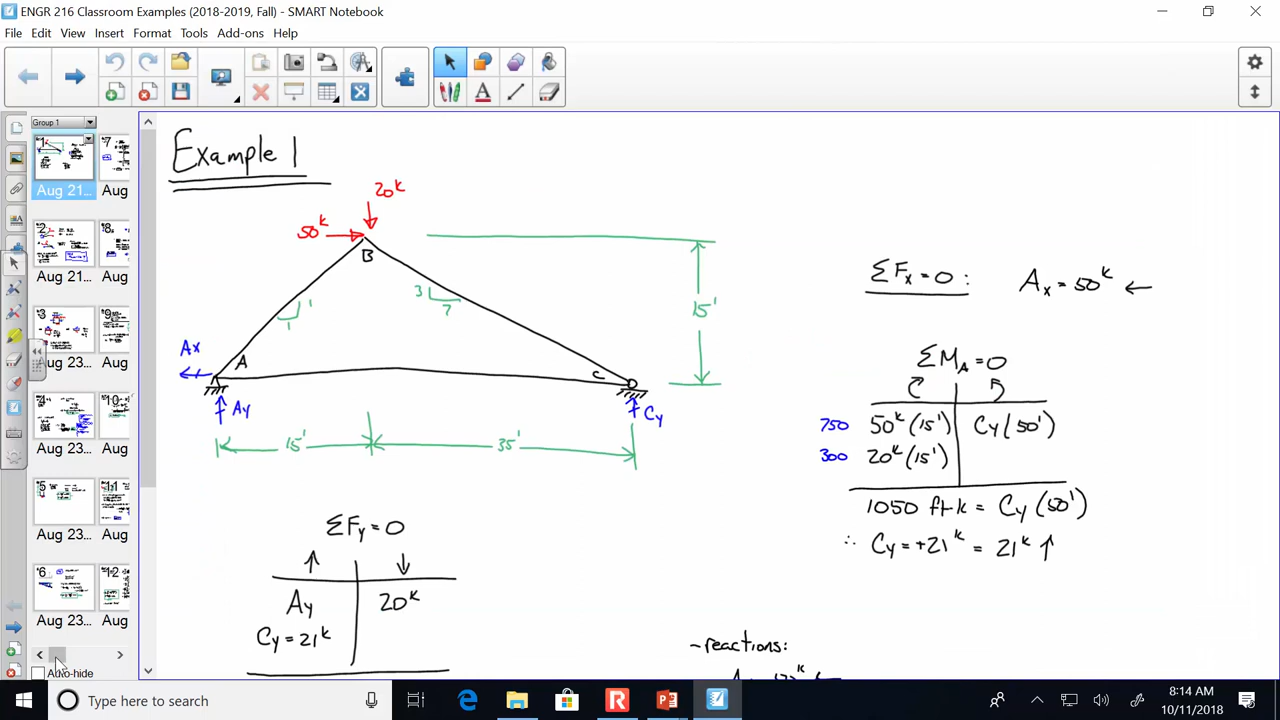 ENGR 216 Classroom Examples (2018-2019, Fall) - SMART Notebook
File Edit View Insert Format Tools Add-ons Help
Group 1
Aug 21...
Aug
Aug 21...
Aug
Aug 23...
Aug
Aug 23...
Aug
Aug 23...
Aug
Aug 23...
Aug
Auto-hide
Example 1
20k
50k
B
1
1
3
7
15'
Ax
A
C
Ay
Cy
15'
35'
ΣFx=0:
Ax = 50k ←
ΣMA=0
750 50k(15') Cy(50')
300 20k(15')
1050 ft-k = Cy(50')
∴ Cy=+21k = 21k ↑
ΣFy=0
↑ ↓
Ay 20k
Cy=21k
-reactions:
Type here to search
8:14 AM
10/11/2018